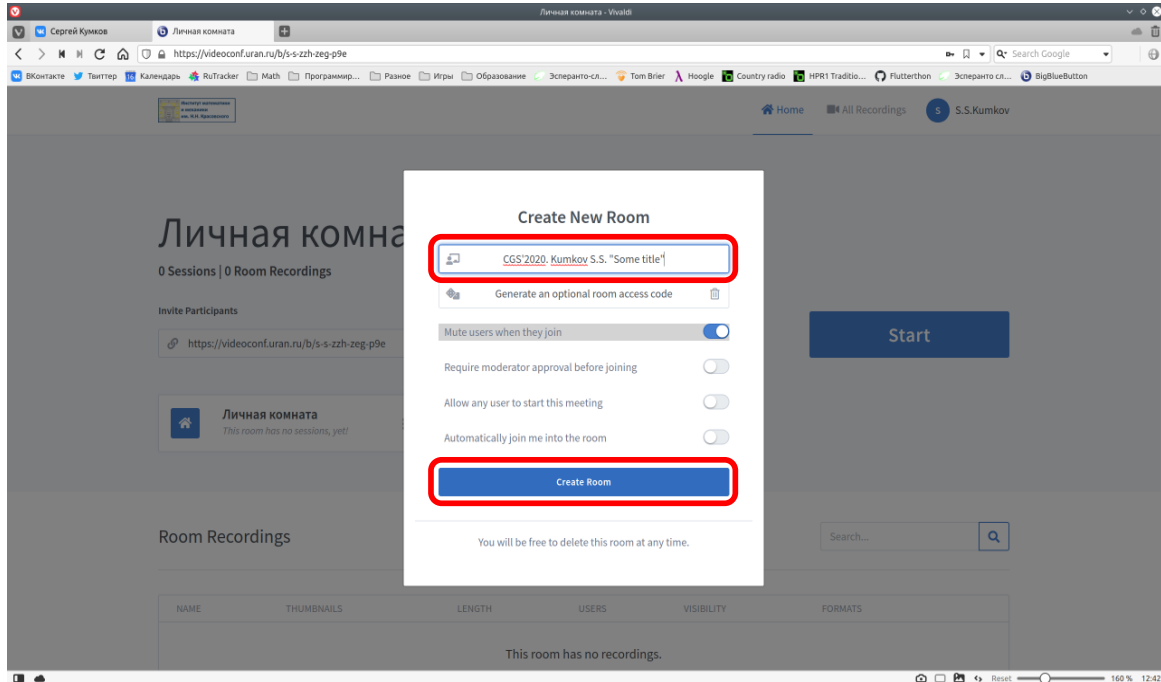 Личная комната - Vivaldi
Сергей Кумков
Личная комната
https://videoconf.uran.ru/b/s-s-zzh-zeg-p9e
Search Google
ВКонтакте Твиттер 16 Календарь RuTracker Math Программир... Разное Игры Образование Эсперанто-сл... Tom Brier Hoogle Country radio HPR1 Traditio... Flutterthon Эсперанто сл... BigBlueButton
Институт математики
и механики
им. Н.Н. Красовского
Home All Recordings S S.S.Kumkov
Create New Room
Личная комна
CGS'2020. Kumkov S.S. "Some title"
0 Sessions | 0 Room Recordings
Generate an optional room access code
Invite Participants
Mute users when they join
https://videoconf.uran.ru/b/s-s-zzh-zeg-p9e
Start
Require moderator approval before joining
Allow any user to start this meeting
Личная комната
This room has no sessions, yet!
Automatically join me into the room
Create Room
Room Recordings
You will be free to delete this room at any time.
Search...
NAME THUMBNAILS LENGTH USERS VISIBILITY FORMATS
This room has no recordings.
Reset 160 % 12:42